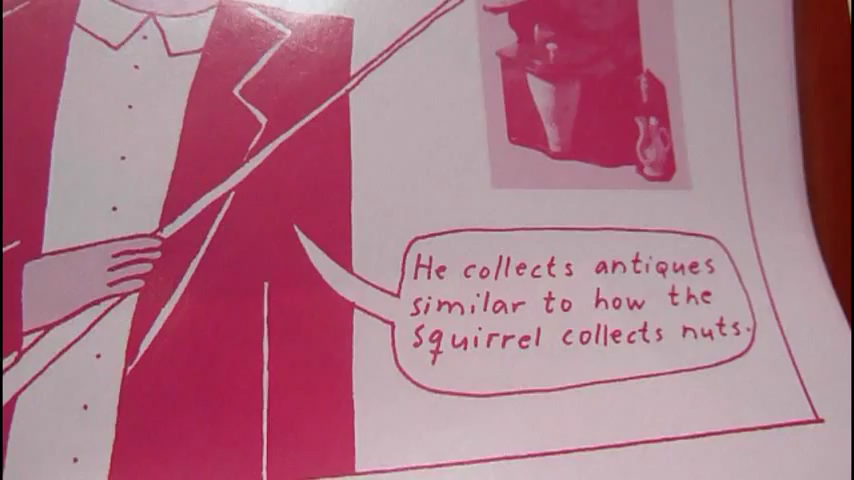 He collects antiques
similar to how the
squirrel collects nuts.